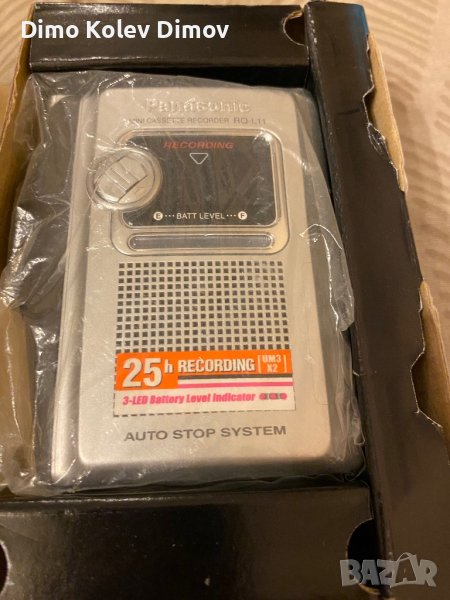 Dimo Kolev Dimov
Panasonic
MINI CASSETTE RECORDER RQ-L11
RECORDING
E ... BATT LEVEL ... F
25h RECORDING [UM3 X2]
3-LED Battery Level Indicator
AUTO STOP SYSTEM
BAZAR